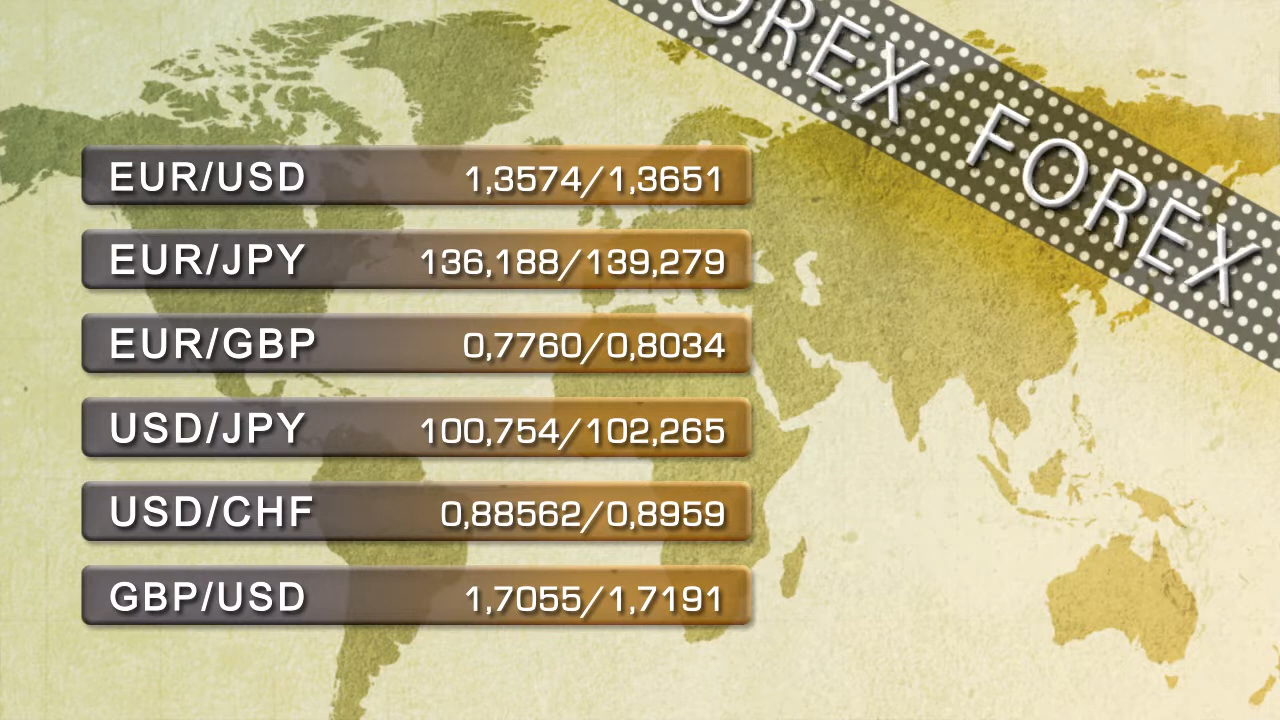 OREX FOREX
EUR/USD 1,3574/1,3651
EUR/JPY 136,188/139,279
EUR/GBP 0,7760/0,8034
USD/JPY 100,754/102,265
USD/CHF 0,88562/0,8959
GBP/USD 1,7055/1,7191